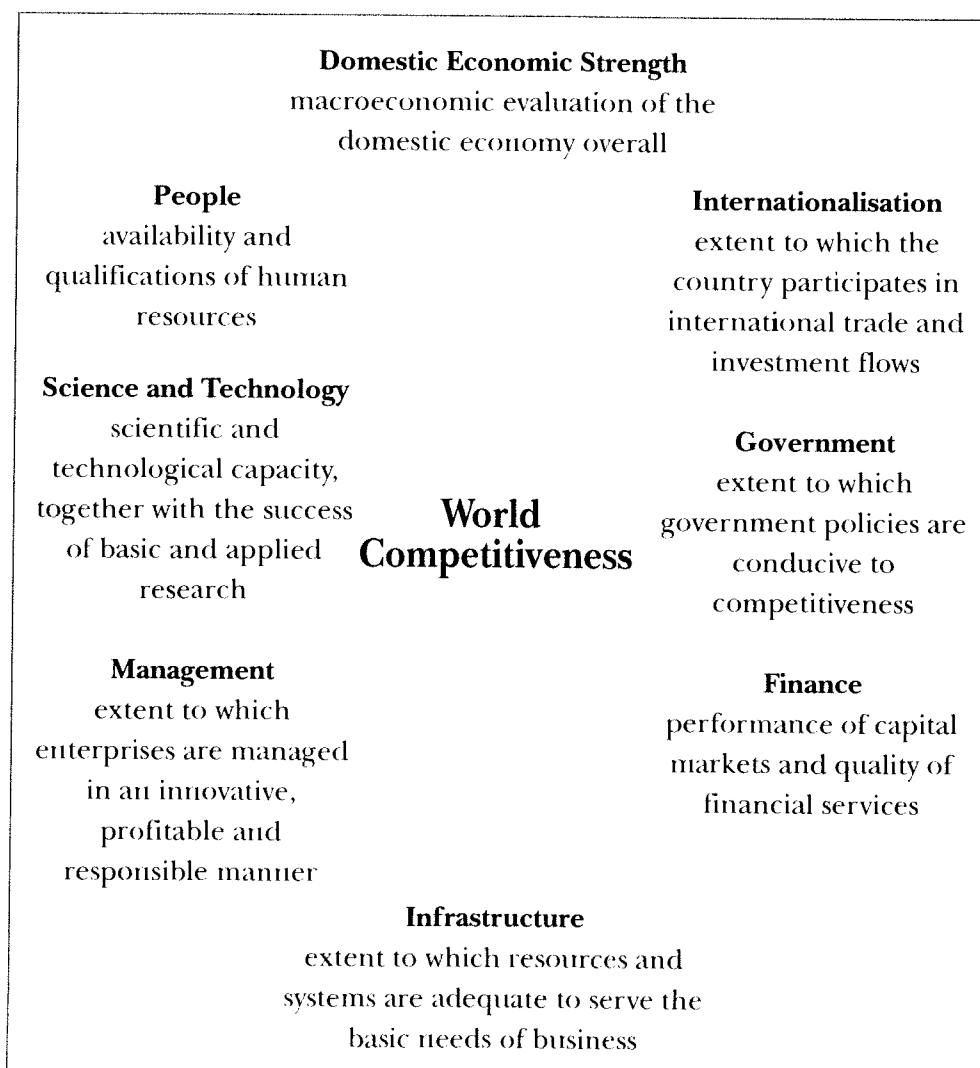 Domestic Economic Strength
macroeconomic evaluation of the
domestic economy overall
People
availability and
qualifications of human
resources
Internationalisation
extent to which the
country participates in
international trade and
investment flows
Science and Technology
scientific and
technological capacity,
together with the success
of basic and applied
research
World
Competitiveness
Government
extent to which
government policies are
conducive to
competitiveness
Management
extent to which
enterprises are managed
in an innovative,
profitable and
responsible manner
Finance
performance of capital
markets and quality of
financial services
Infrastructure
extent to which resources and
systems are adequate to serve the
basic needs of business